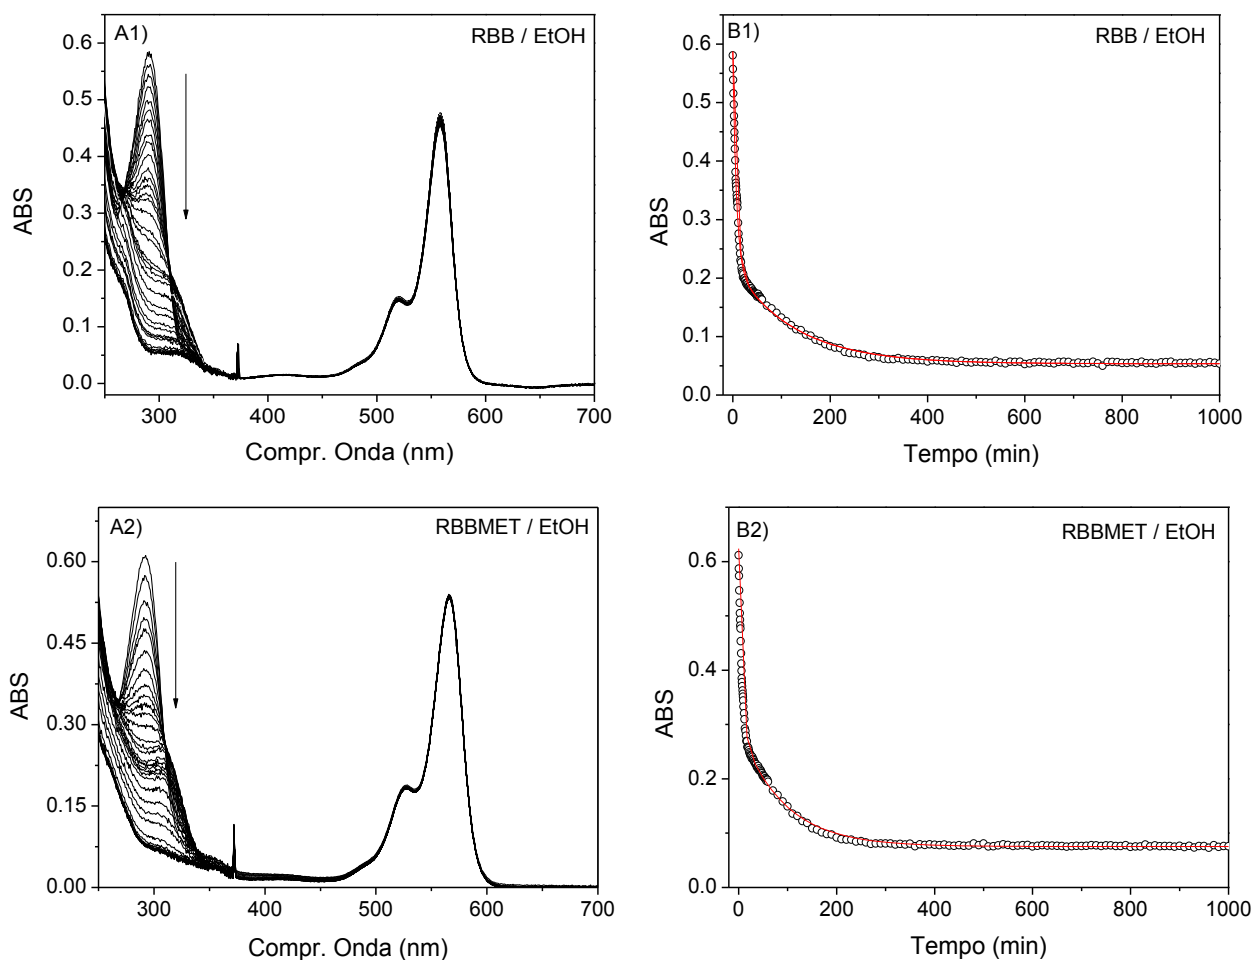 A1)
RBB / EtOH
0.6
0.5
0.4
0.3
0.2
0.1
0.0
ABS
300 400 500 600 700
Compr. Onda (nm)
B1)
RBB / EtOH
0.6
0.5
0.4
0.3
0.2
0.1
0.0
ABS
0 200 400 600 800 1000
Tempo (min)
A2)
RBBMET / EtOH
0.60
0.45
0.30
0.15
0.00
ABS
300 400 500 600 700
Compr. Onda (nm)
B2)
RBBMET / EtOH
0.6
0.4
0.2
0.0
ABS
0 200 400 600 800 1000
Tempo (min)